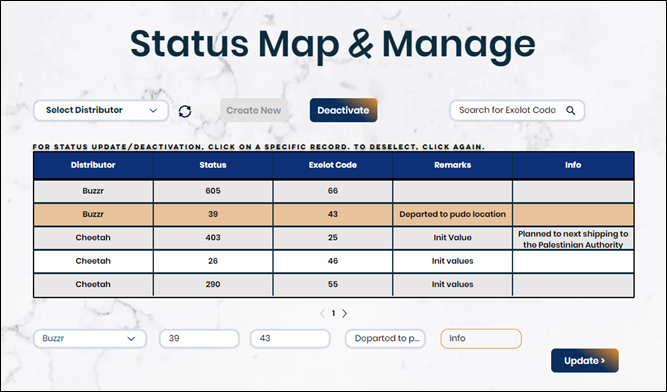 Status Map & Manage
Select Distributor
Create New
Deactivate
Search for Exelot Code
FOR STATUS UPDATE/DEACTIVATION, CLICK ON A SPECIFIC RECORD. TO DESELECT, CLICK AGAIN.
Distributor Status Exelot Code Remarks Info
Buzzr 605 66
Buzzr 39 43 Departed to pudo location
Cheetah 403 25 Init Value Planned to next shipping to
the Palestinian Authority
Cheetah 26 46 Init values
Cheetah 290 55 Init values
< 1 >
Buzzr 39 43 Departed to p... Info
Update >